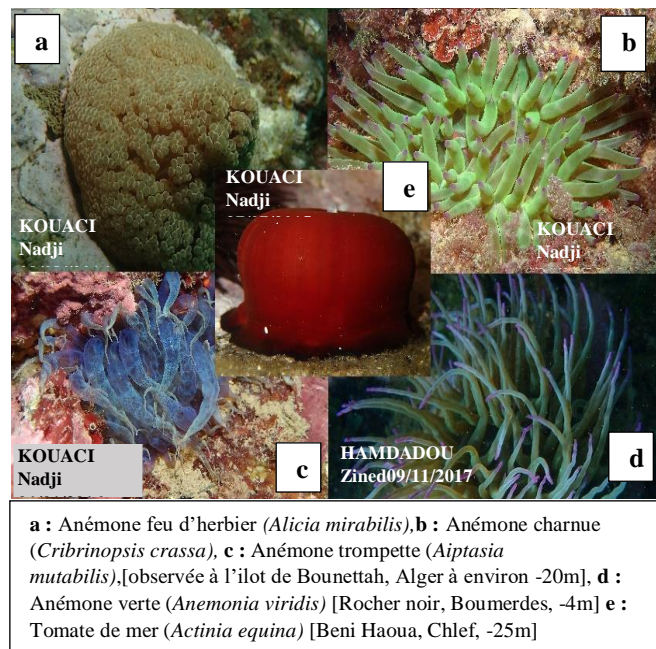 a
b
KOUACI
Nadji
e
KOUACI
Nadji
KOUACI
Nadji
KOUACI
Nadji
c
HAMDADOU
Zined09/11/2017
d
a : Anémone feu d'herbier (Alicia mirabilis),b : Anémone charnue
(Cribrinopsis crassa), c : Anémone trompette (Aiptasia
mutabilis),[observée à l'ilot de Bounettah, Alger à environ -20m], d :
Anémone verte (Anemonia viridis) [Rocher noir, Boumerdes, -4m] e :
Tomate de mer (Actinia equina) [Beni Haoua, Chlef, -25m]